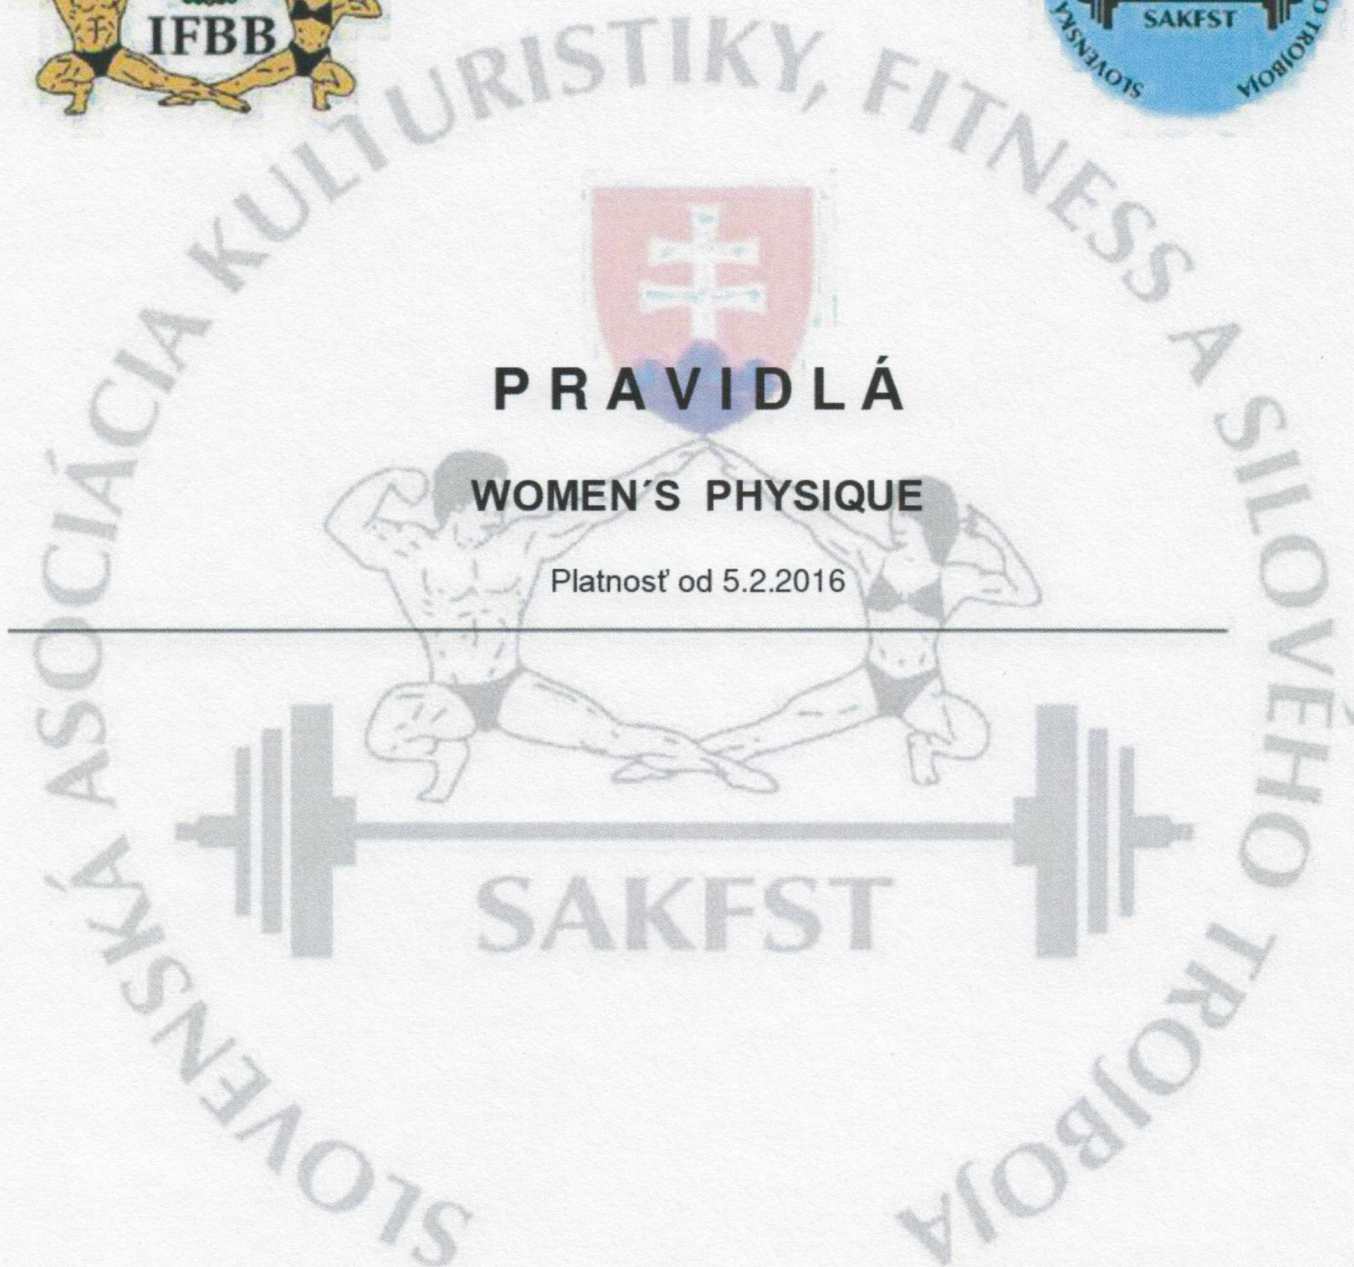 IFBB
SAKFST
SLOVENSKÁ
O TROJBOJA
SLOVENSKÁ ASOCIÁCIA KULTURISTIKY, FITNESS A SILOVÉHO TROJBOJA
PRAVIDLÁ
WOMEN´S PHYSIQUE
Platnosť od 5.2.2016
SAKFST